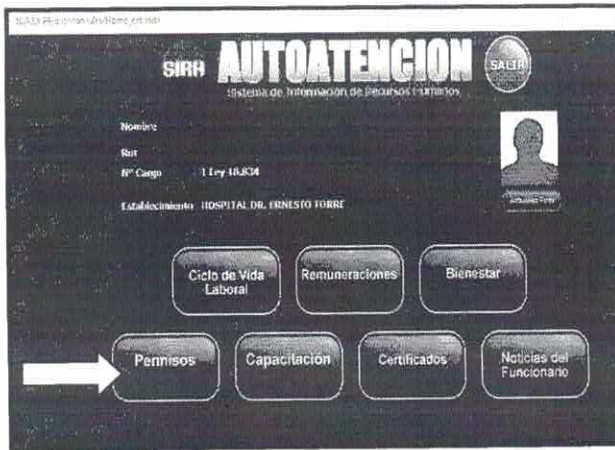 SIRH AUTOATENCION SALIR
Sistema de Información de Recursos Humanos
Nombre
Rut
Nº Cargo 1 Ley 18.834
Establecimiento HOSPITAL DR. ERNESTO TORRE
Ciclo de Vida Laboral
Remuneraciones
Bienestar
Permisos
Capacitación
Certificados
Noticias del Funcionario